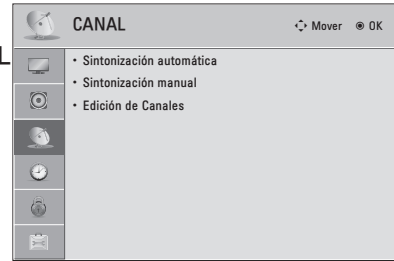 CANAL Mover OK
L
• Sintonización automática
• Sintonización manual
• Edición de Canales